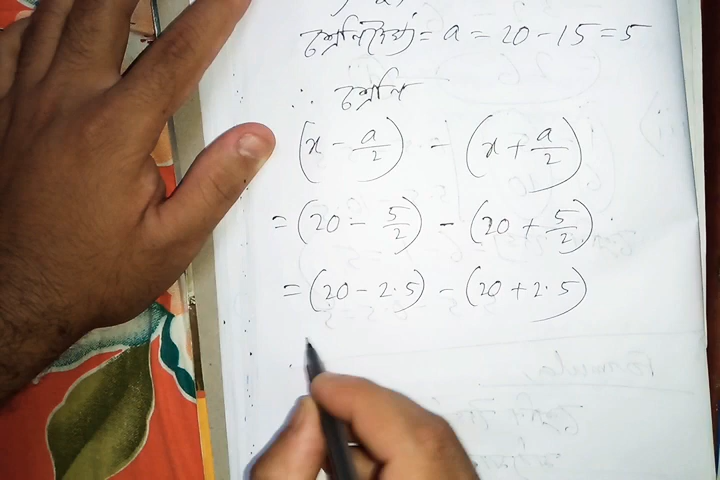 শ্রেনিদৈর্ঘ্য = a = 20 - 15 = 5
∴ শ্রেনি
(x - a/2) - (x + a/2)
= (20 - 5/2) - (20 + 5/2)
= (20 - 2.5) - (20 + 2.5)